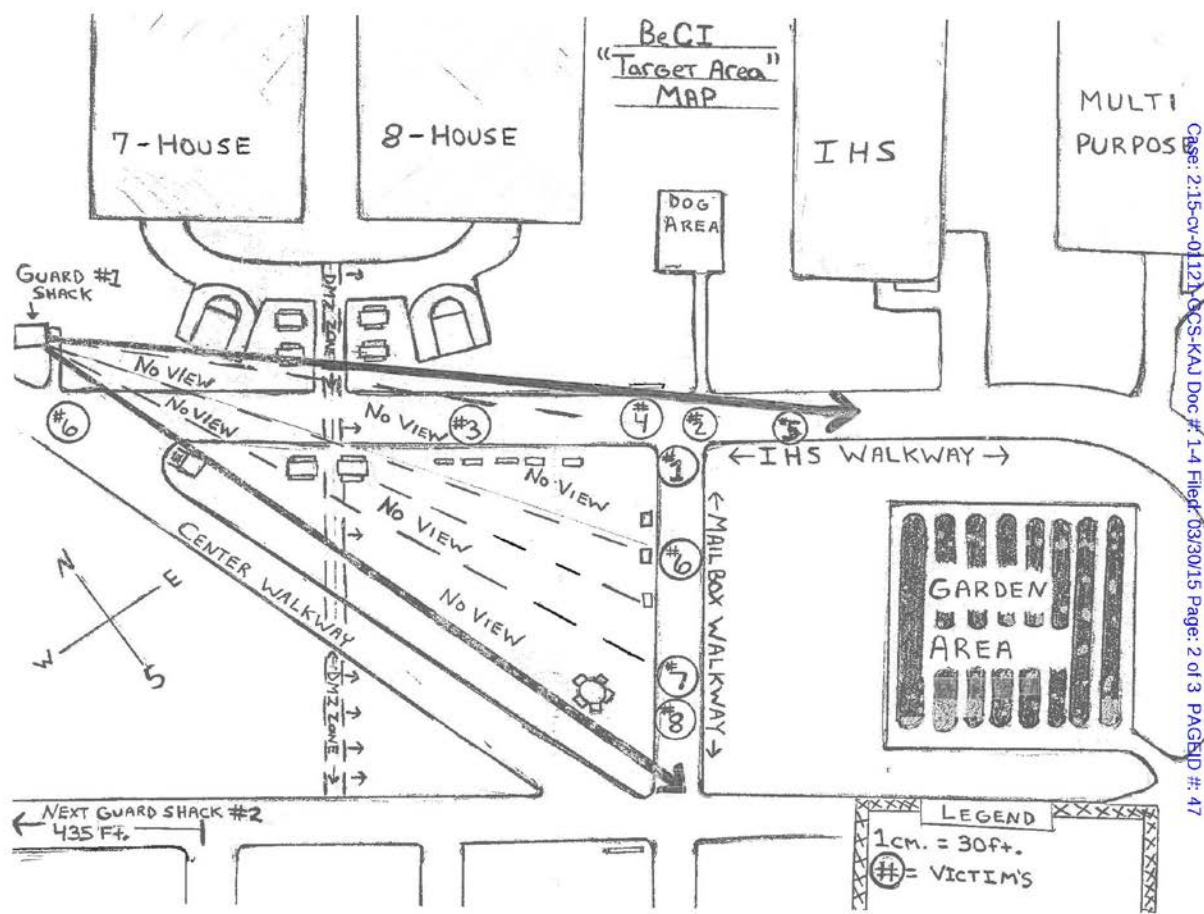 BeCI
"Target Area"
MAP
7-HOUSE
8-HOUSE
IHS
MULTI
PURPOSE
DOG
AREA
GUARD #1
SHACK
DMZ ZONE
NO VIEW
NO VIEW
NO VIEW
NO VIEW
NO VIEW
NO VIEW
#6
#3
#4
#2
#5
#1
#6
#7
#8
←IHS WALKWAY→
←MAILBOX WALKWAY→
CENTER WALKWAY
DMZ ZONE
N
E
W
S
GARDEN
AREA
NEXT GUARD SHACK #2
435 FT.
LEGEND
1cm. = 30ft.
# = VICTIM'S
Case: 2:15-cv-01121-GCS-KAJ Doc #: 1-4 Filed: 03/30/15 Page: 2 of 3 PAGEID #: 47